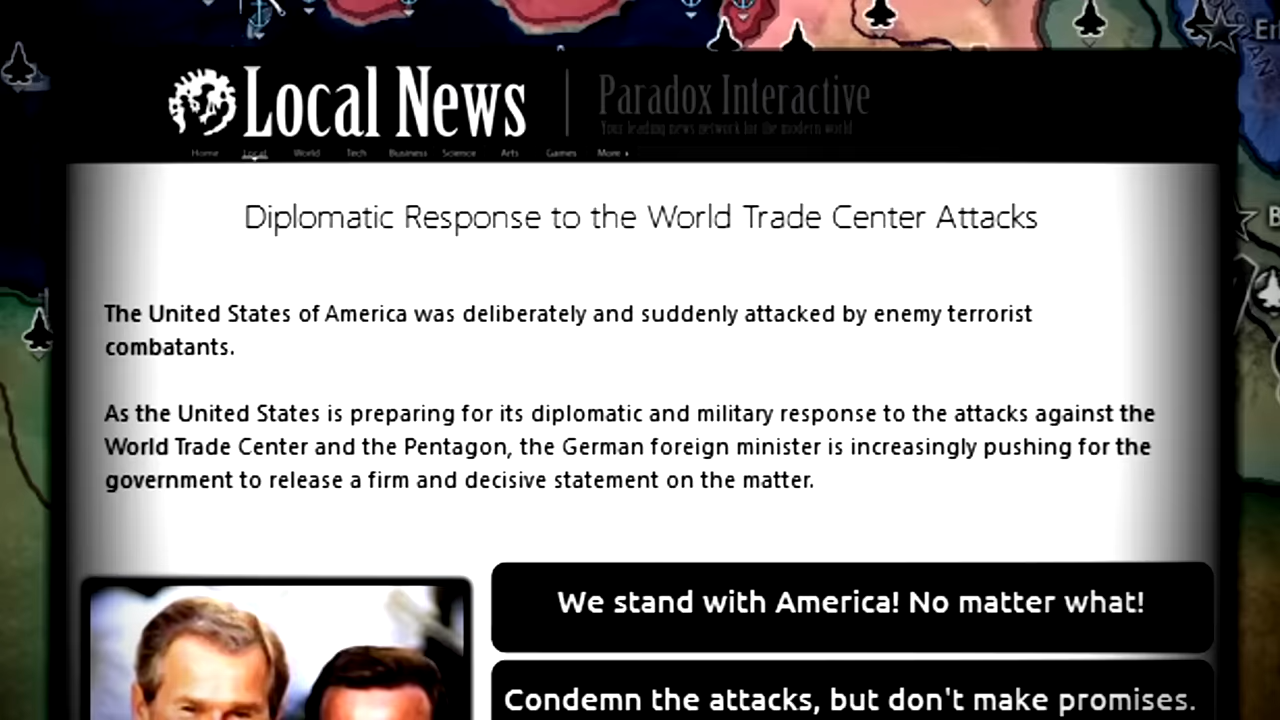 Local News
Paradox Interactive
Your leading news network for the modern world
Home Local World Tech Business Science Arts Games More
Diplomatic Response to the World Trade Center Attacks
The United States of America was deliberately and suddenly attacked by enemy terrorist
combatants.
As the United States is preparing for its diplomatic and military response to the attacks against the
World Trade Center and the Pentagon, the German foreign minister is increasingly pushing for the
government to release a firm and decisive statement on the matter.
We stand with America! No matter what!
Condemn the attacks, but don't make promises.